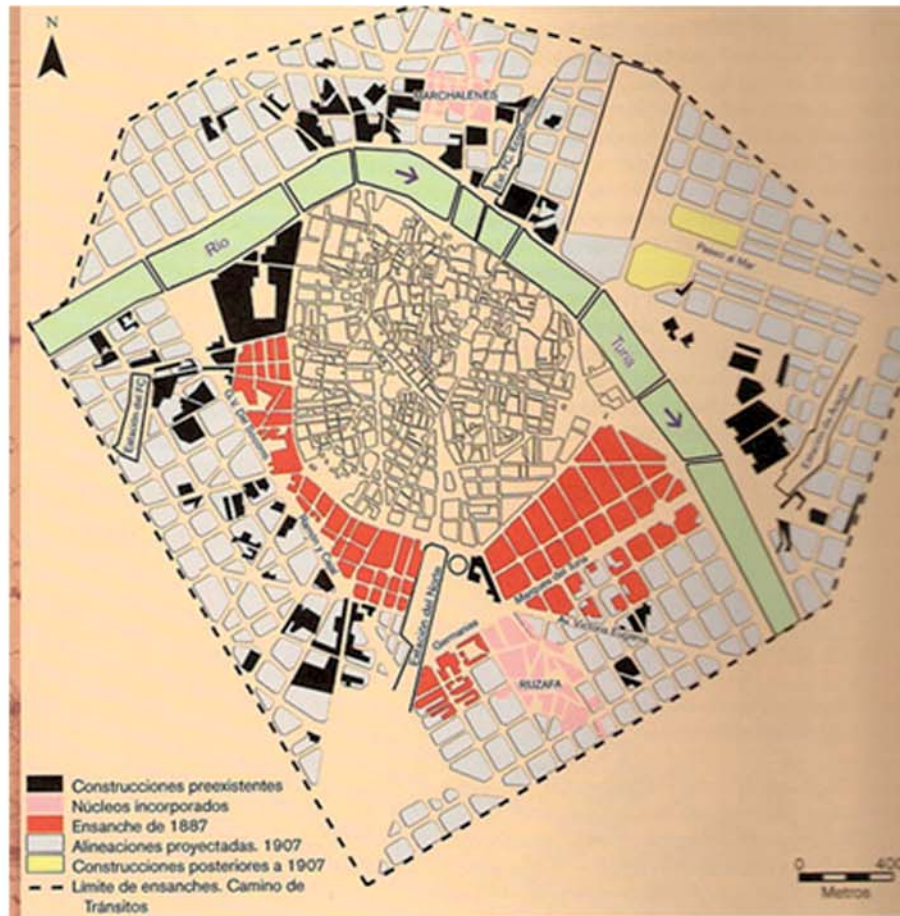 N
MARCHALENES
Río
Paseo al Mar
Turia
Estación Aragón
Estación del FC
Marqués del Turia
Av. Victoria Eugenia
Estación del Norte
Germanías
RUZAFA
Construcciones preexistentes
Núcleos incorporados
Ensanche de 1887
Alineaciones proyectadas. 1907
Construcciones posteriores a 1907
Límite de ensanches. Camino de
Tránsitos
0 400
Metros